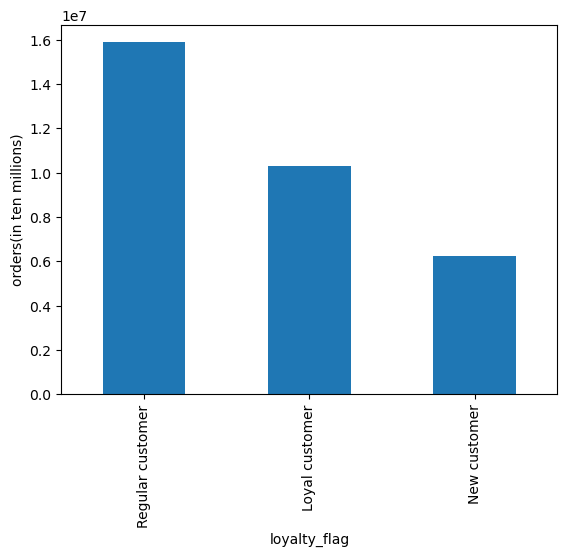 1e7
1.6
1.4
1.2
1.0
0.8
0.6
0.4
0.2
0.0
orders(in ten millions)
Regular customer
Loyal customer
New customer
loyalty_flag